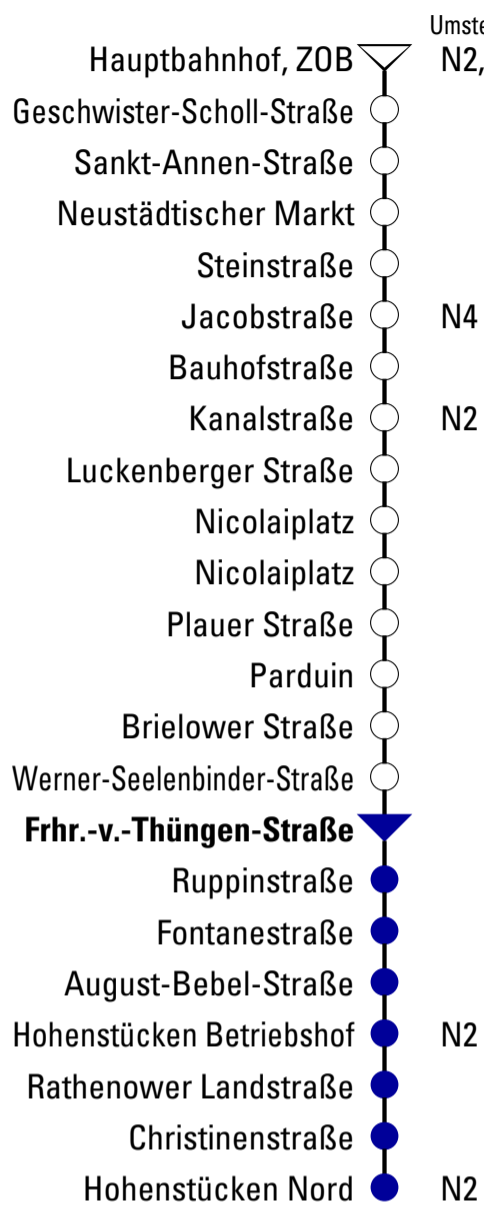 Umste
Hauptbahnhof, ZOB N2,
Geschwister-Scholl-Straße
Sankt-Annen-Straße
Neustädtischer Markt
Steinstraße
Jacobstraße N4
Bauhofstraße
Kanalstraße N2
Luckenberger Straße
Nicolaiplatz
Nicolaiplatz
Plauer Straße
Parduin
Brielower Straße
Werner-Seelenbinder-Straße
Frhr.-v.-Thüngen-Straße
Ruppinstraße
Fontanestraße
August-Bebel-Straße
Hohenstücken Betriebshof N2
Rathenower Landstraße
Christinenstraße
Hohenstücken Nord N2